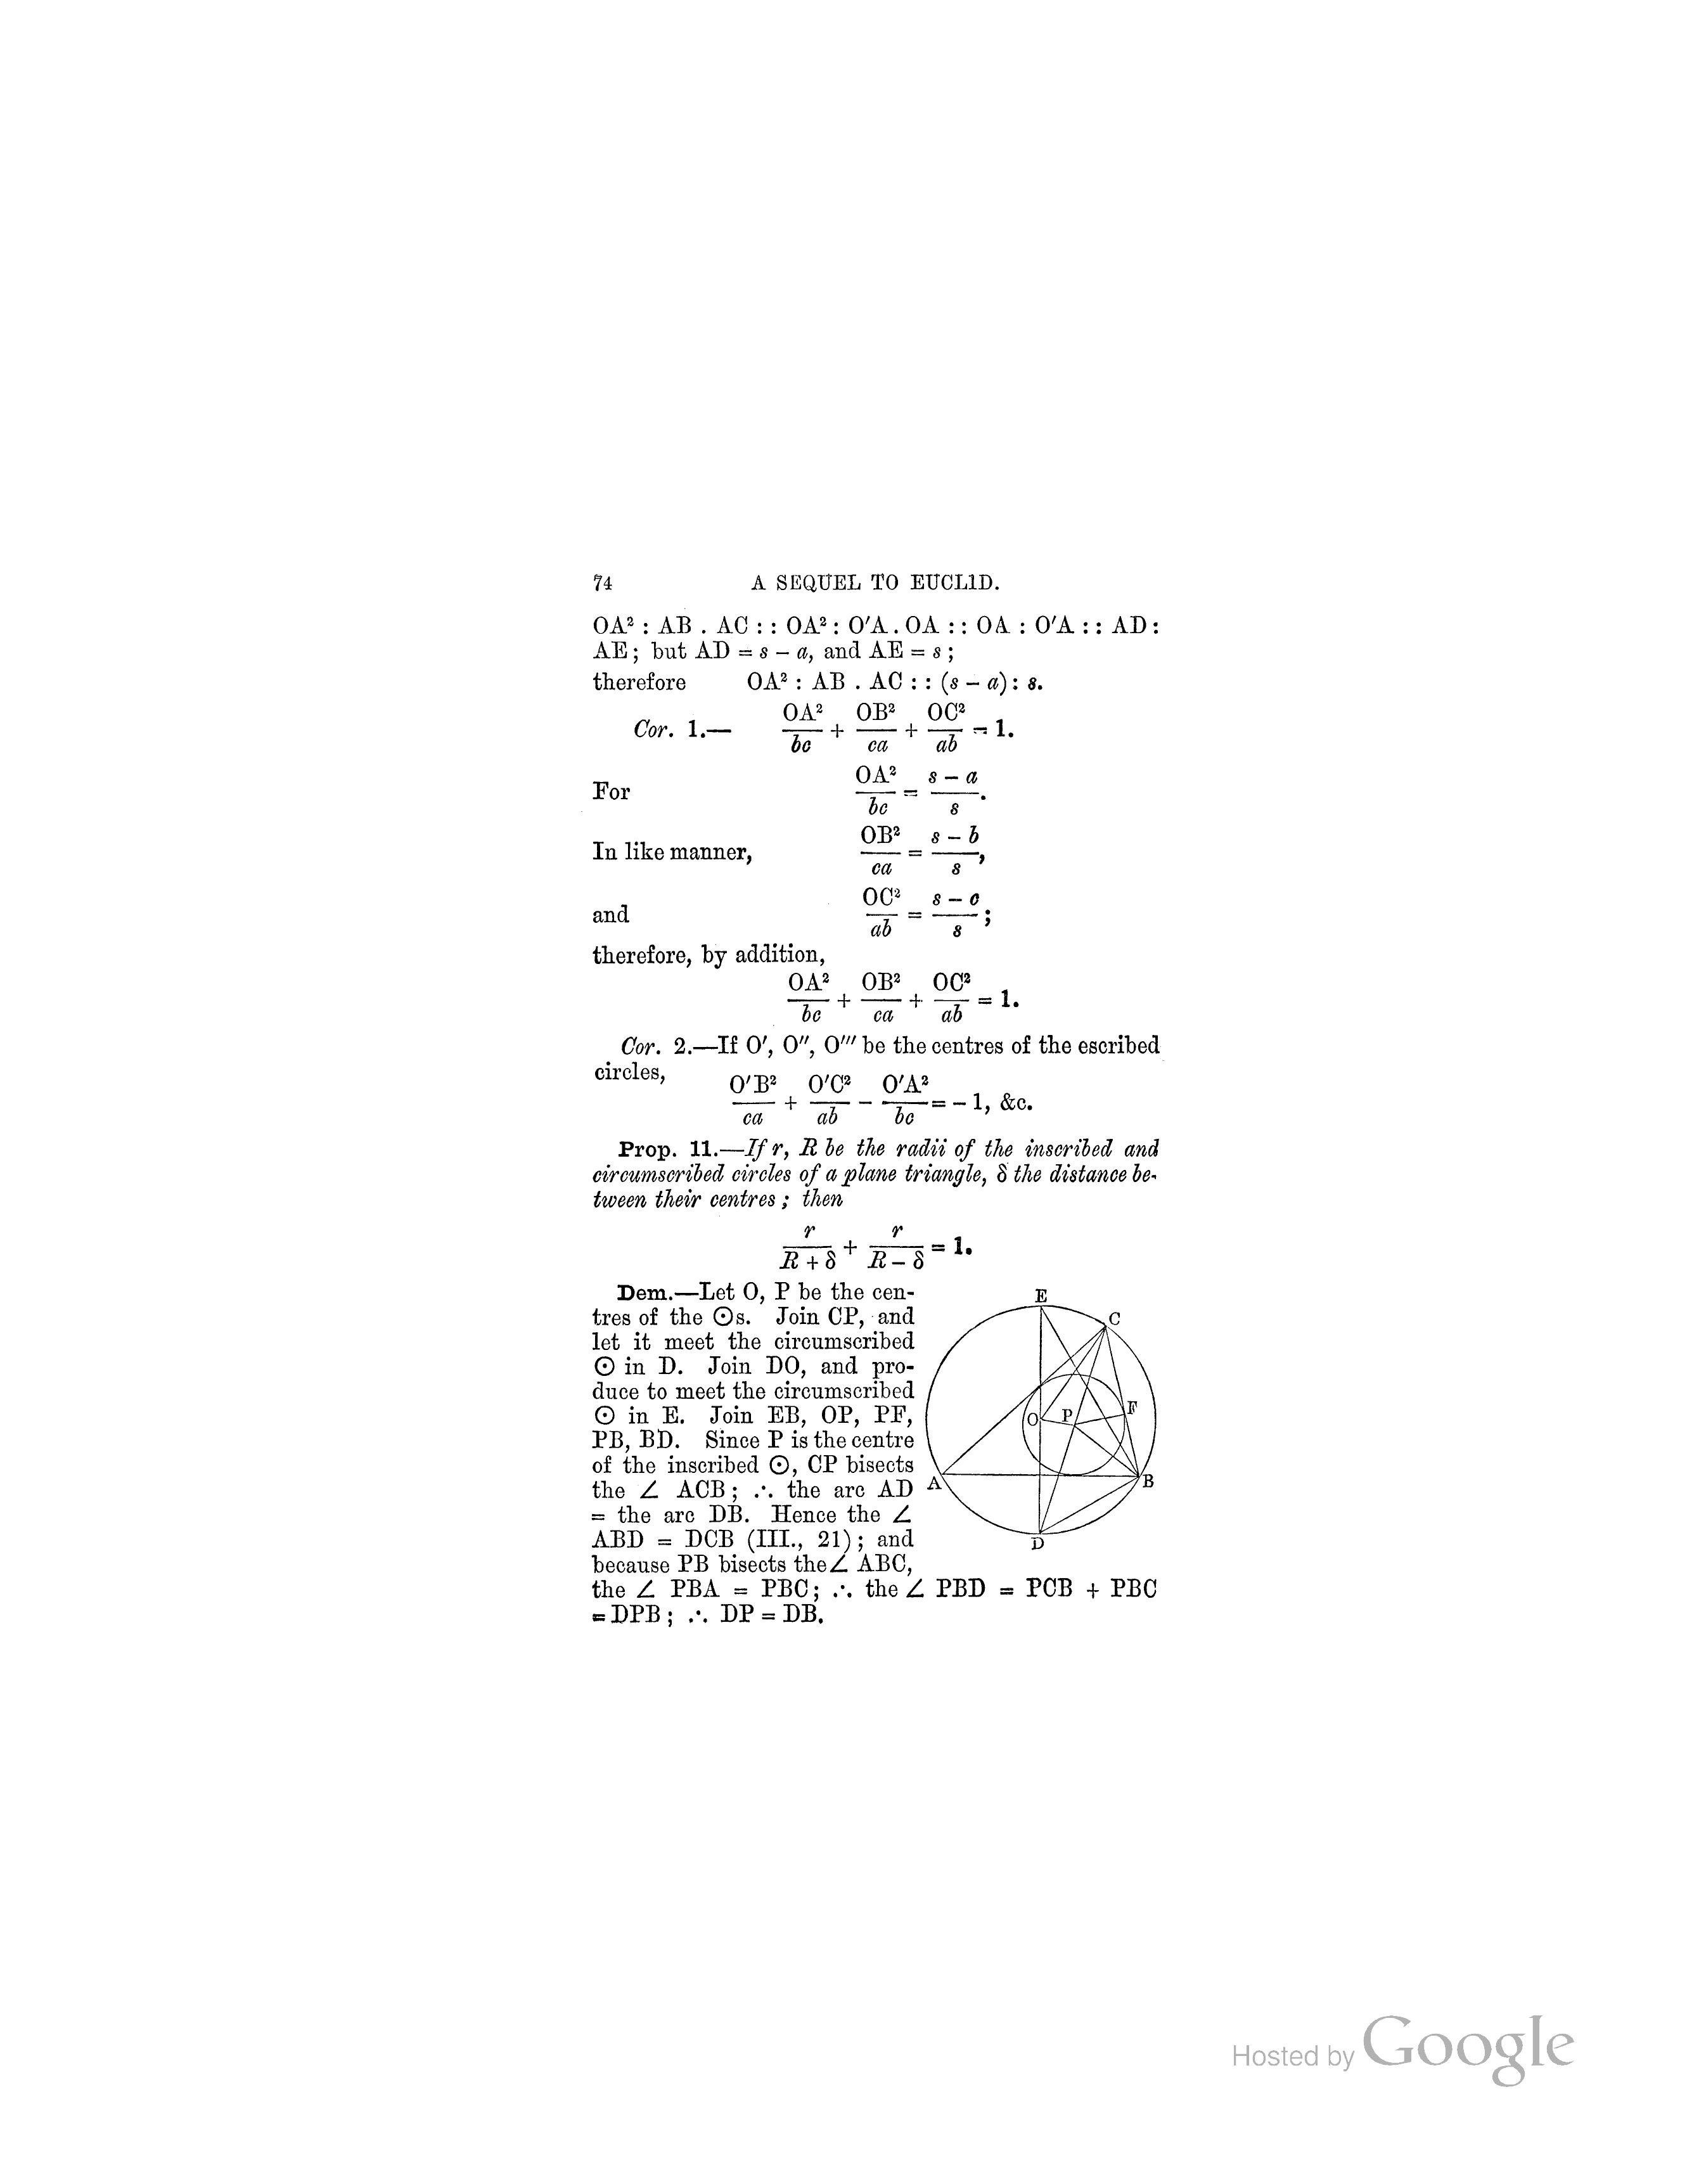 74 A SEQUEL TO EUCLID.
OA² : AB . AC :: OA² : O′A . OA :: OA : O′A :: AD :
AE ; but AD = s − a, and AE = s ;
therefore OA² : AB . AC :: (s − a) : s.
Cor. 1.— OA²/bc + OB²/ca + OC²/ab = 1.
For OA²/bc = (s − a)/s.
In like manner, OB²/ca = (s − b)/s,
and OC²/ab = (s − c)/s ;
therefore, by addition,
OA²/bc + OB²/ca + OC²/ab = 1.
Cor. 2.—If O′, O″, O‴ be the centres of the escribed
circles, O′B²/ca + O′C²/ab − O′A²/bc = − 1, &c.
Prop. 11.—If r, R be the radii of the inscribed and
circumscribed circles of a plane triangle, δ the distance be-
tween their centres ; then
r/(R + δ) + r/(R − δ) = 1.
Dem.—Let O, P be the cen-
tres of the ⊙s. Join CP, and
let it meet the circumscribed
⊙ in D. Join DO, and pro-
duce to meet the circumscribed
⊙ in E. Join EB, OP, PF,
PB, BD. Since P is the centre
of the inscribed ⊙, CP bisects
the ∠ ACB ; ∴ the arc AD
= the arc DB. Hence the ∠
ABD = DCB (III., 21) ; and
because PB bisects the ∠ ABC,
the ∠ PBA = PBC ; ∴ the ∠ PBD = PCB + PBC
= DPB ; ∴ DP = DB.
E
C
O P F
A B
D
Hosted by Google